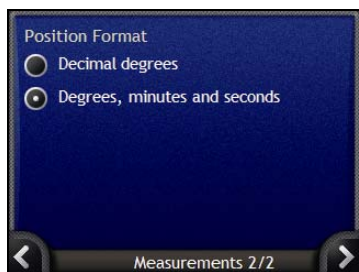 Position Format
Decimal degrees
Degrees, minutes and seconds
Measurements 2/2